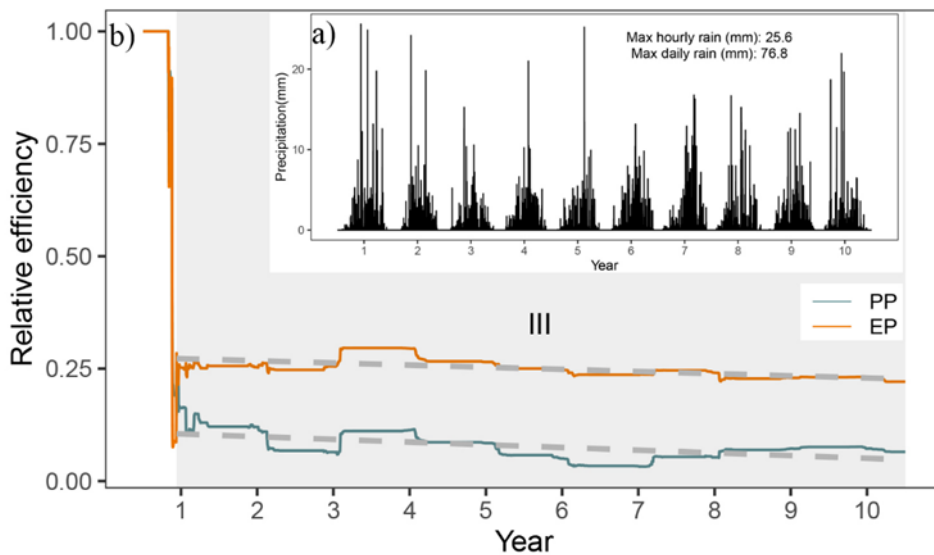 b)
a)
Max hourly rain (mm): 25.6
Max daily rain (mm): 76.8
Precipitation(mm)
20
10
0
1 2 3 4 5 6 7 8 9 10
Year
Relative efficiency
1.00
0.75
0.50
0.25
0.00
III
PP
EP
1 2 3 4 5 6 7 8 9 10
Year